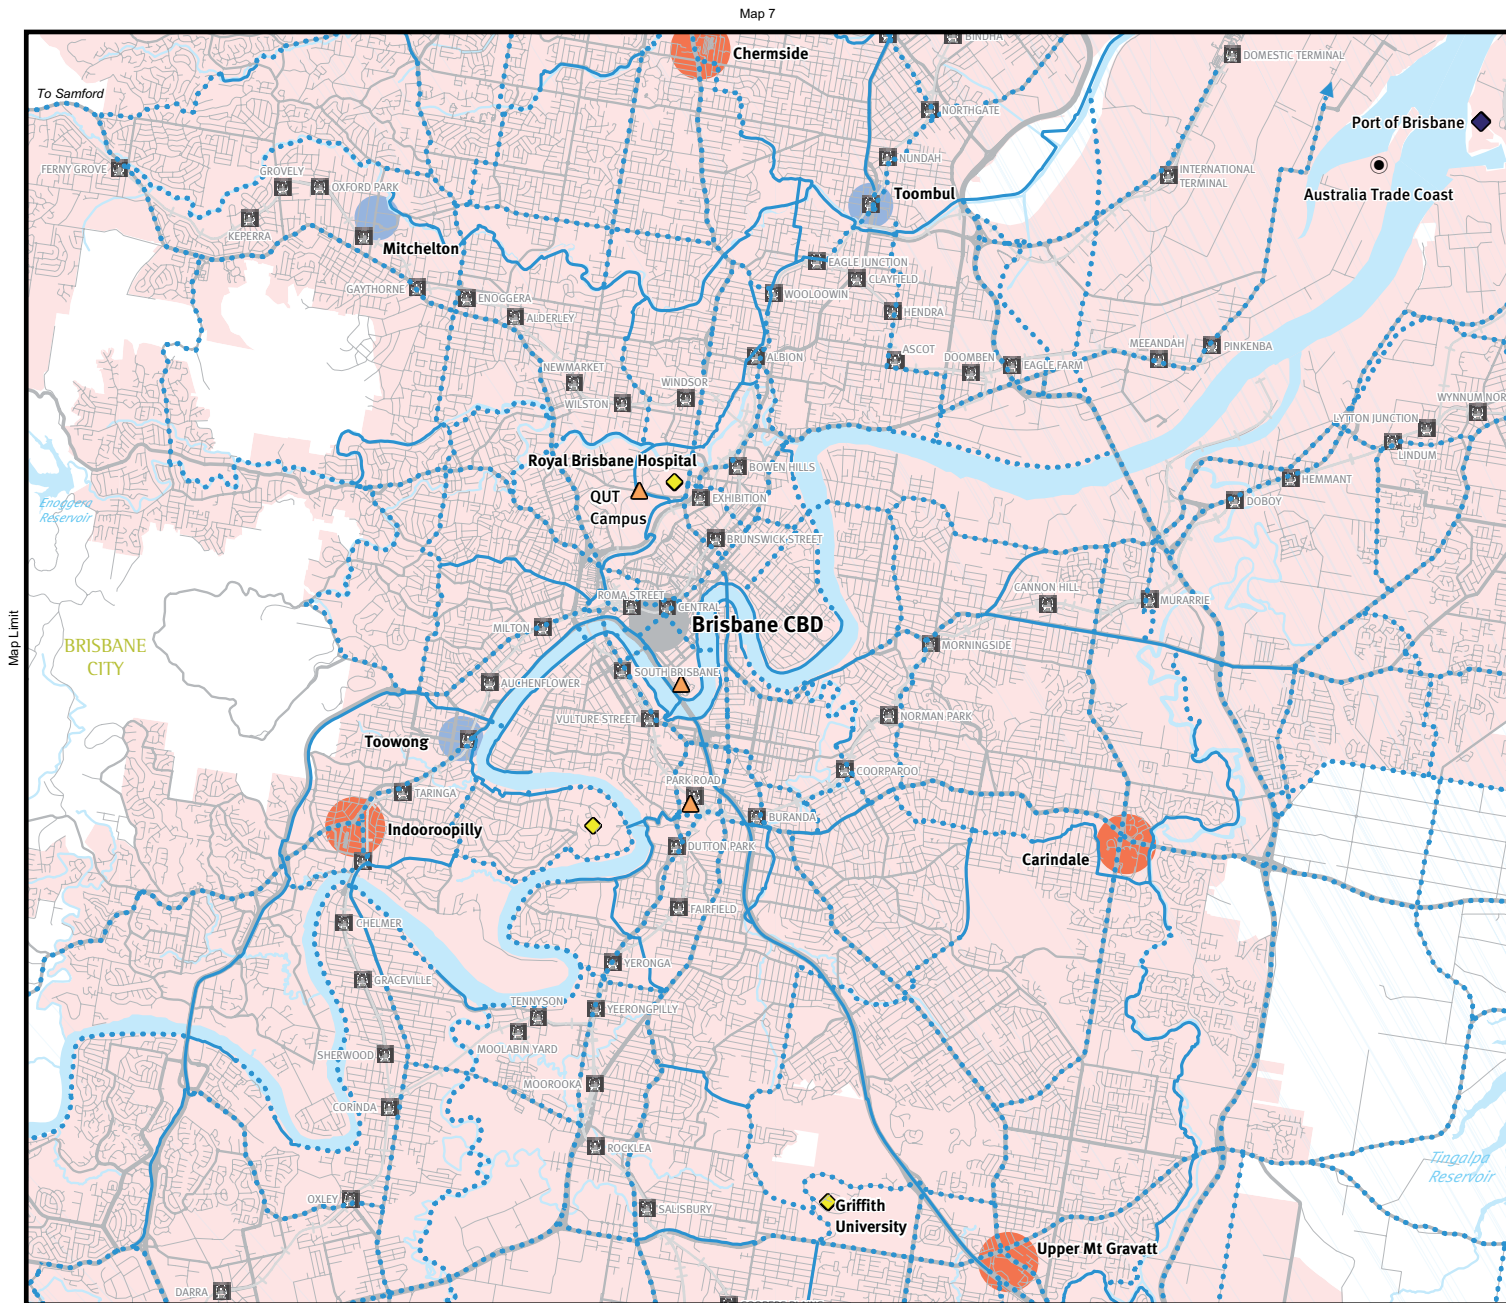 Map 7
Chermside
BINDHA
DOMESTIC TERMINAL
To Samford
NORTHGATE
Port of Brisbane
FERNY GROVE
GROVELY
OXFORD PARK
NUNDAH
INTERNATIONAL
TERMINAL
Toombul
Australia Trade Coast
KEPERRA
Mitchelton
EAGLE JUNCTION
CLAYFIELD
GAYTHORNE
ENOGGERA
WOOLOOWIN
ALDERLEY
HENDRA
ASCOT
DOOMBEN
EAGLE FARM
MEEANDAH
PINKENBA
ALBION
NEWMARKET
WINDSOR
WILSTON
WYNNUM NOR
LYTTON JUNCTION
LINDUM
Royal Brisbane Hospital
BOWEN HILLS
HEMMANT
QUT
Campus
EXHIBITION
DOBOY
Enoggera
Reservoir
BRUNSWICK STREET
CANNON HILL
MURARRIE
ROMA STREET
CENTRAL
MILTON
Brisbane CBD
Map Limit
BRISBANE
CITY
MORNINGSIDE
SOUTH BRISBANE
AUCHENFLOWER
VULTURE STREET
NORMAN PARK
Toowong
COORPAROO
PARK ROAD
TARINGA
BURANDA
Indooroopilly
DUTTON PARK
Carindale
CHELMER
FAIRFIELD
YERONGA
GRACEVILLE
TENNYSON
YEERONGPILLY
MOOLABIN YARD
SHERWOOD
MOOROOKA
CORINDA
ROCKLEA
Tingalpa
Reservoir
OXLEY
SALISBURY
Griffith
University
Upper Mt Gravatt
DARRA